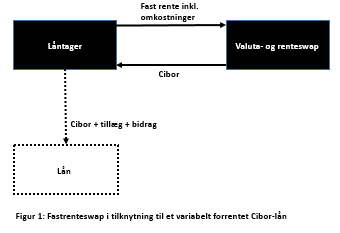 Fast rente inkl.
omkostninger
Låntager
Valuta- og renteswap
Cibor
Cibor + tillæg + bidrag
Lån
Figur 1: Fastrenteswap i tilknytning til et variabelt forrentet Cibor-lån